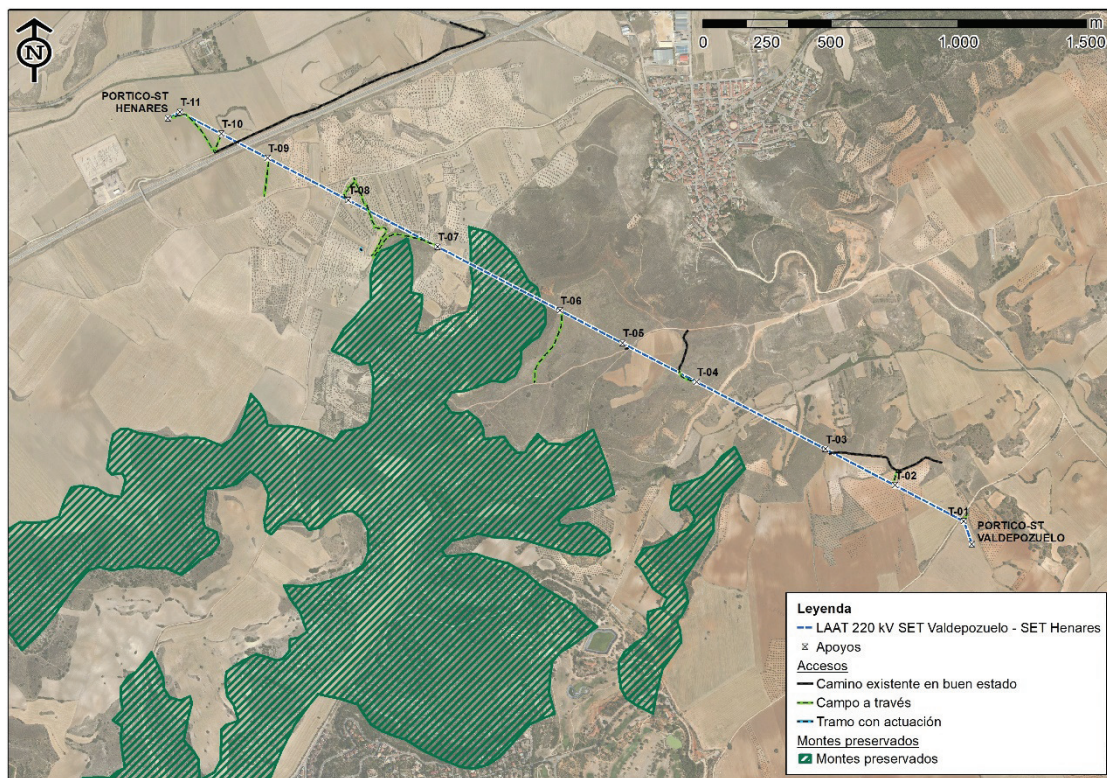 N
m
0 250 500 1.000 1.500
PORTICO-ST
HENARES
T-11
T-10
T-09
T-08
T-07
T-06
T-05
T-04
T-03
T-02
T-01
PORTICO-ST
VALDEPOZUELO
Leyenda
LAAT 220 kV SET Valdepozuelo - SET Henares
Apoyos
Accesos
Camino existente en buen estado
Campo a través
Tramo con actuación
Montes preservados
Montes preservados